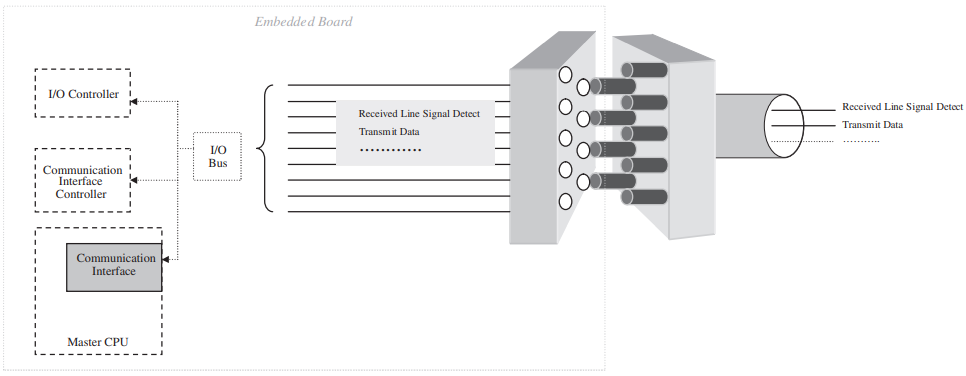 Embedded Board
I/O Controller
Communication
Interface
Controller
Communication
Interface
Master CPU
I/O
Bus
Received Line Signal Detect
Transmit Data
............
Received Line Signal Detect
Transmit Data
............